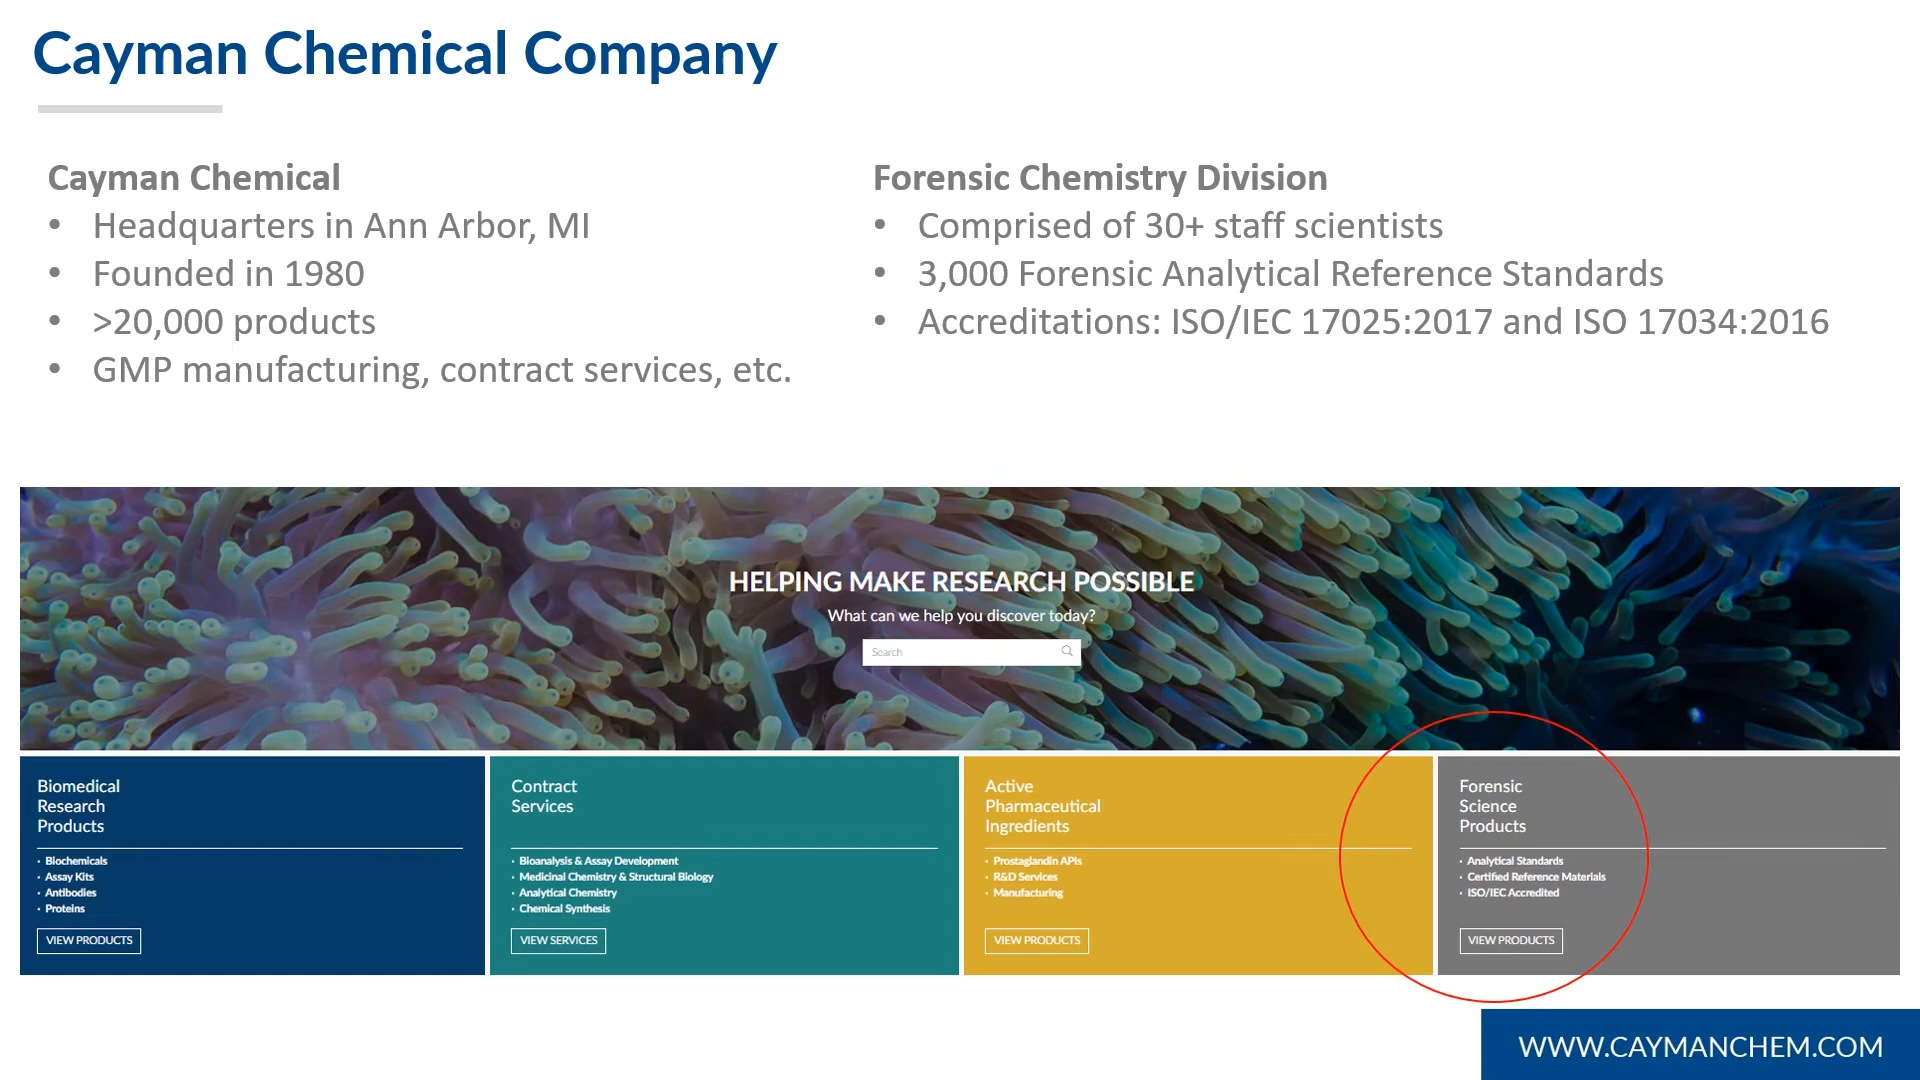 Cayman Chemical Company
Cayman Chemical
• Headquarters in Ann Arbor, MI
• Founded in 1980
• >20,000 products
• GMP manufacturing, contract services, etc.
Forensic Chemistry Division
• Comprised of 30+ staff scientists
• 3,000 Forensic Analytical Reference Standards
• Accreditations: ISO/IEC 17025:2017 and ISO 17034:2016
HELPING MAKE RESEARCH POSSIBLE
What can we help you discover today?
Search
Biomedical
Research
Products
• Biochemicals
• Assay Kits
• Antibodies
• Proteins
VIEW PRODUCTS
Contract
Services
• Bioanalysis & Assay Development
• Medicinal Chemistry & Structural Biology
• Analytical Chemistry
• Chemical Synthesis
VIEW SERVICES
Active
Pharmaceutical
Ingredients
• Prostaglandin APIs
• R&D Services
• Manufacturing
VIEW PRODUCTS
Forensic
Science
Products
• Analytical Standards
• Certified Reference Materials
• ISO/IEC Accredited
VIEW PRODUCTS
WWW.CAYMANCHEM.COM